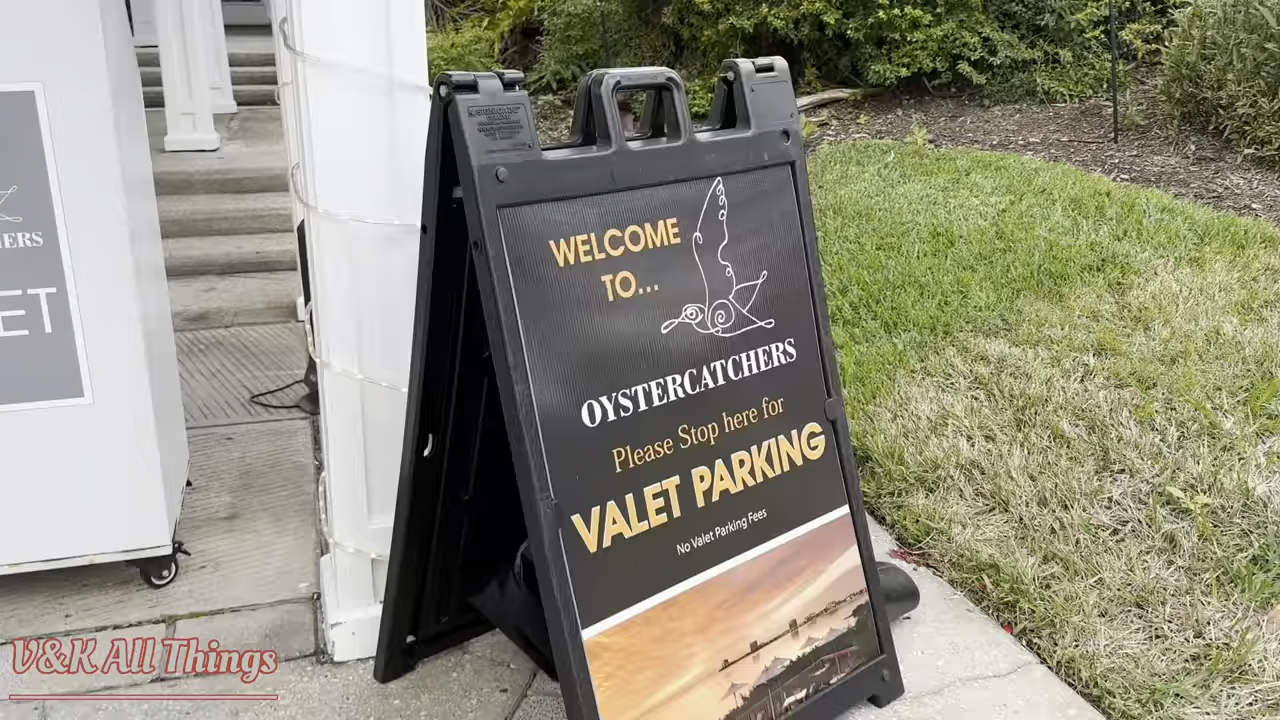 WELCOME
TO...
OYSTERCATCHERS
Please Stop here for
VALET PARKING
No Valet Parking Fees
ERS
ET
V&K All Things